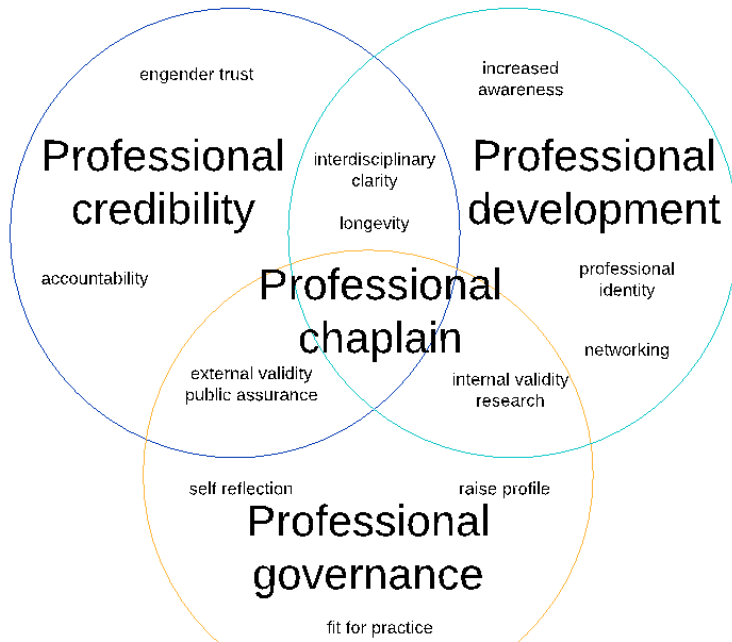 engender trust
increased
awareness
Professional
credibility
interdisciplinary
clarity
longevity
Professional
development
accountability
professional
identity
networking
Professional
chaplain
external validity
public assurance
internal validity
research
self reflection
raise profile
Professional
governance
fit for practice